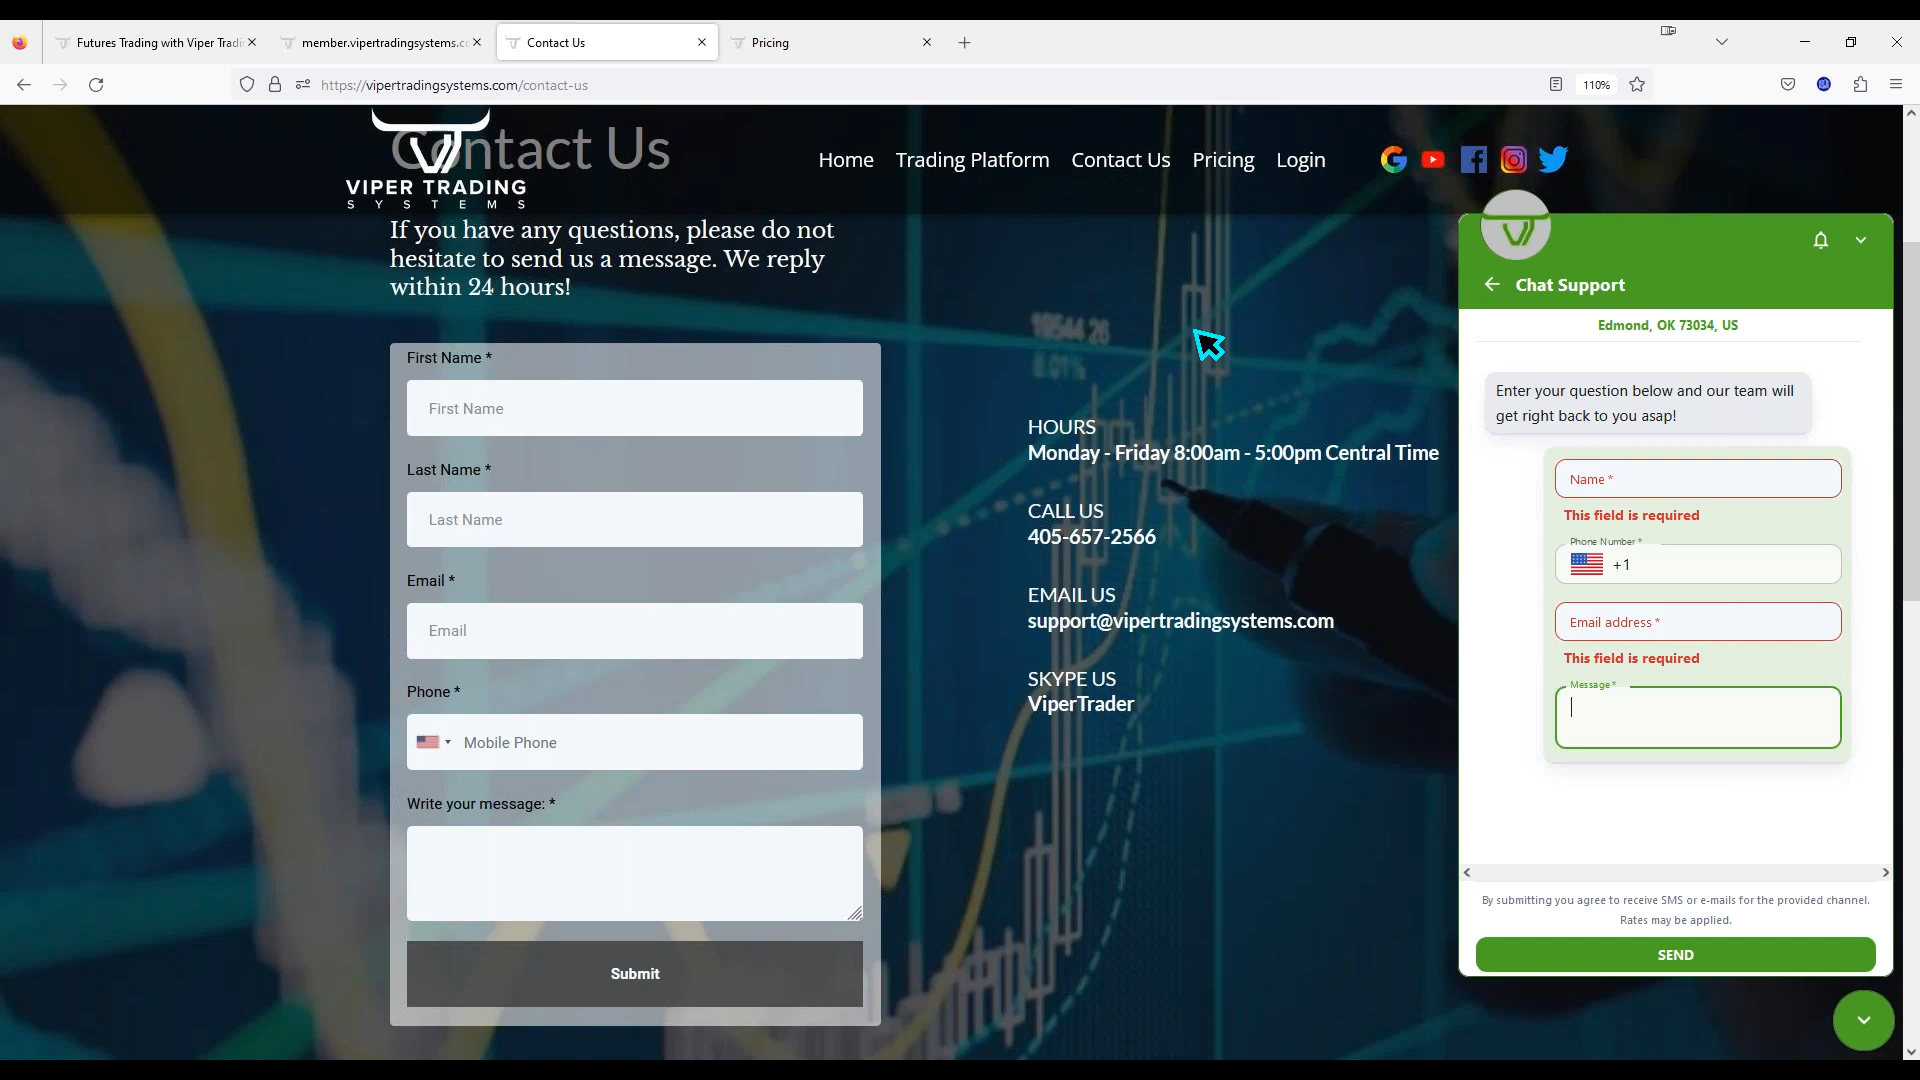 Futures Trading with Viper Tradi
member.vipertradingsystems.co
Contact Us
Pricing
https://vipertradingsystems.com/contact-us
110%
Contact Us
VIPER TRADING
SYSTEMS
Home
Trading Platform
Contact Us
Pricing
Login
If you have any questions, please do not
hesitate to send us a message. We reply
within 24 hours!
First Name *
First Name
Last Name *
Last Name
Email *
Email
Phone *
Mobile Phone
Write your message: *
Submit
8.01%
HOURS
Monday - Friday 8:00am - 5:00pm Central Time
CALL US
405-657-2566
EMAIL US
support@vipertradingsystems.com
SKYPE US
ViperTrader
Chat Support
Edmond, OK 73034, US
Enter your question below and our team will
get right back to you asap!
Name *
This field is required
Phone Number *
+1
Email address *
This field is required
Message *
By submitting you agree to receive SMS or e-mails for the provided channel.
Rates may be applied.
SEND